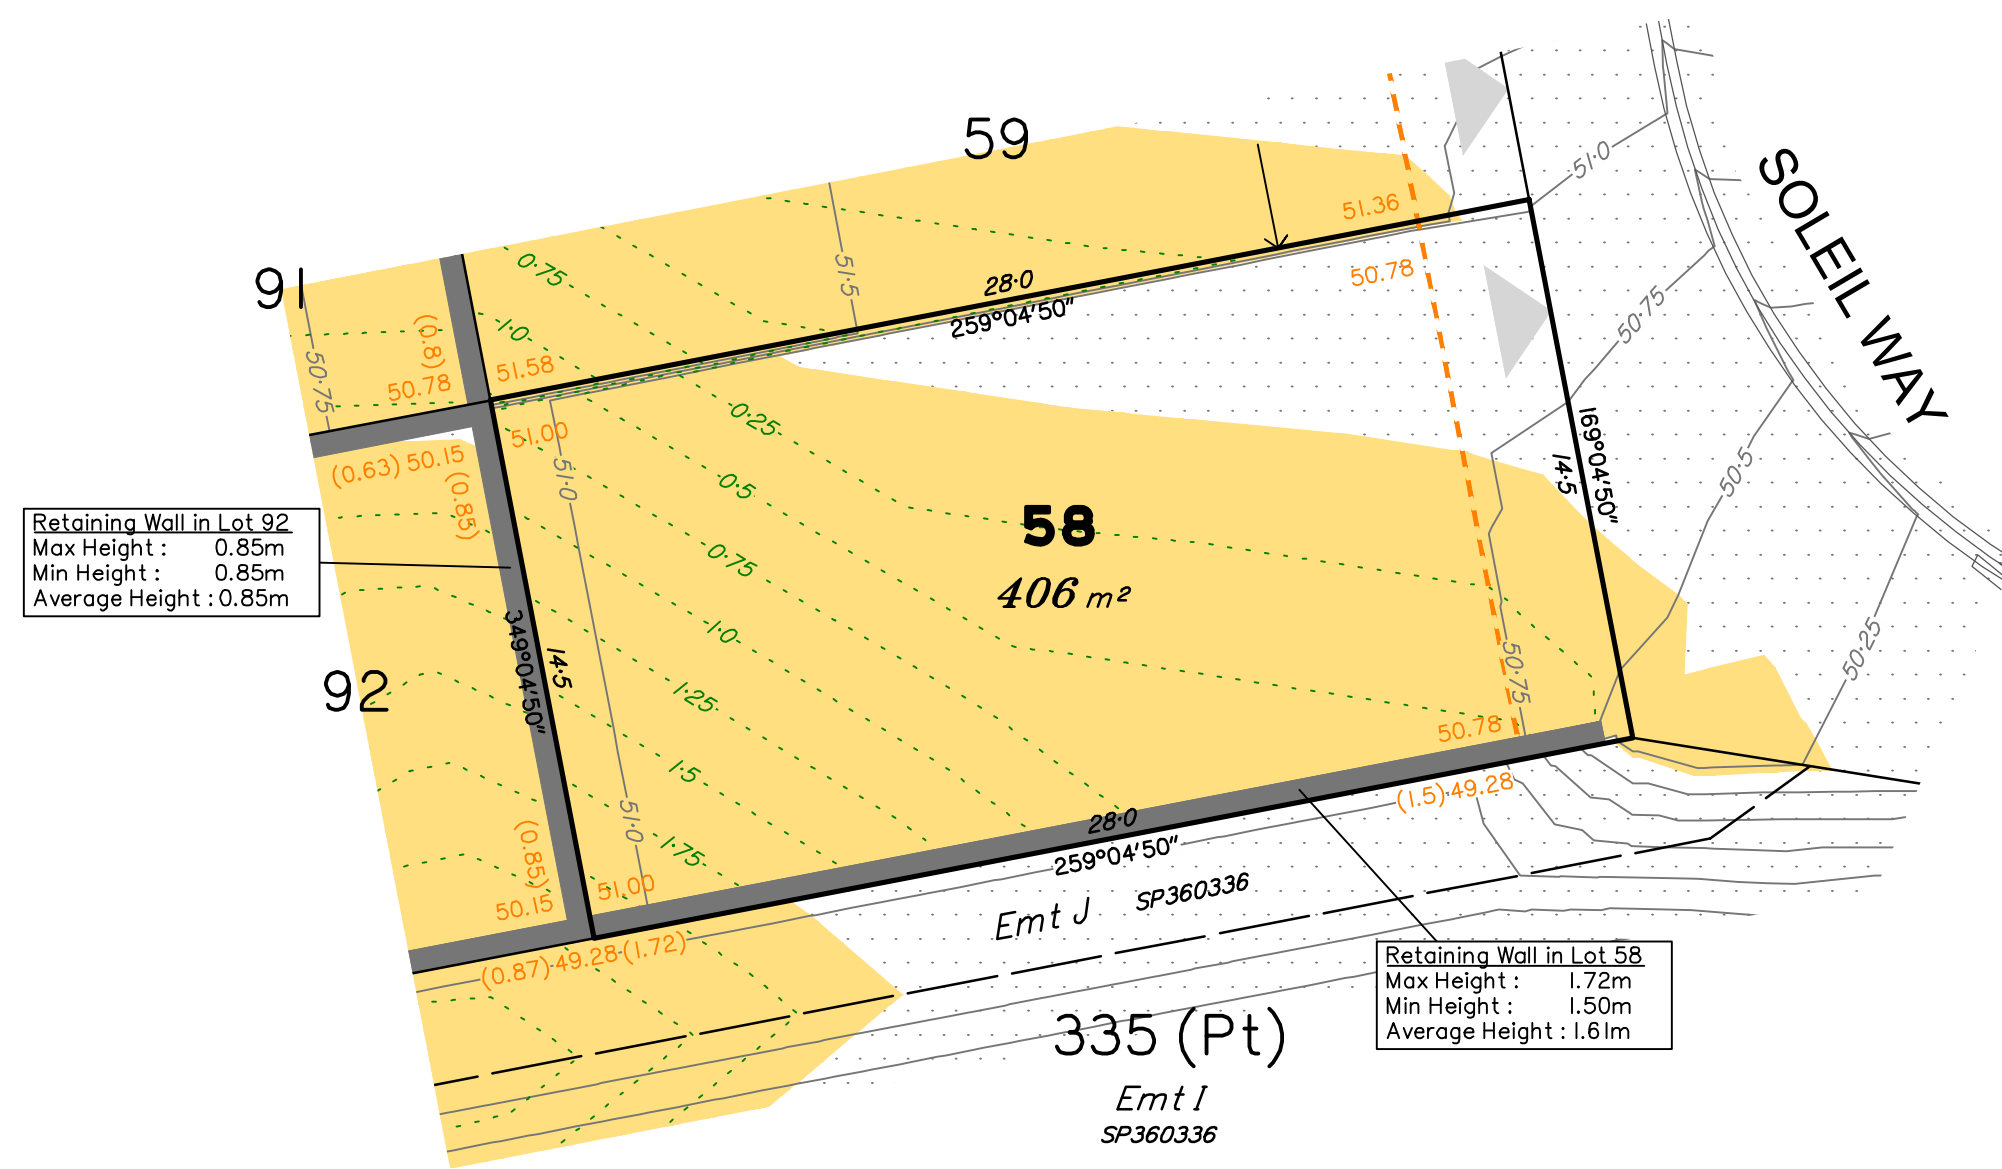 59
SOLEIL WAY
51·0
51.36
51·5
0·75
91
28·0
259°04'50"
50.78
50·75
1·0
(0.8)
51.58
50·75
50.78
51.00
0·25
169°04'50"
14·5
50·5
(0.63) 50.15
(0.85)
51·0
0·5
58
406 m²
Retaining Wall in Lot 92
Max Height : 0.85m
Min Height : 0.85m
Average Height : 0.85m
0·75
1·0
50·25
50·75
349°04'50"
14·5
92
1·25
50.78
1·5
(1.5) 49.28
51·0
28·0
259°04'50"
1·75
(0.85)
50.15
51.00
Emt J
SP360336
(0.87) 49.28 (1.72)
Retaining Wall in Lot 58
Max Height : 1.72m
Min Height : 1.50m
Average Height : 1.61m
335 (Pt)
Emt I
SP360336